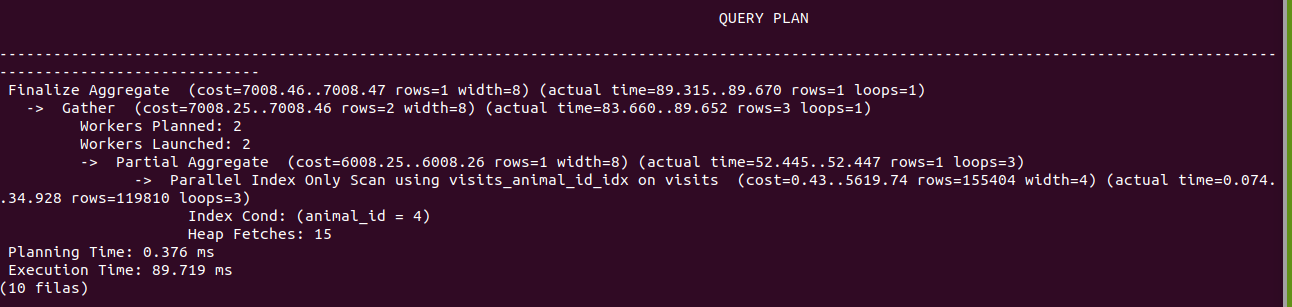 QUERY PLAN
-----------------------------------------------------------------------------------------------------------------------------------------------
-----------------------------
Finalize Aggregate  (cost=7008.46..7008.47 rows=1 width=8) (actual time=89.315..89.670 rows=1 loops=1)
  ->  Gather  (cost=7008.25..7008.46 rows=2 width=8) (actual time=83.660..89.652 rows=3 loops=1)
        Workers Planned: 2
        Workers Launched: 2
        ->  Partial Aggregate  (cost=6008.25..6008.26 rows=1 width=8) (actual time=52.445..52.447 rows=1 loops=3)
              ->  Parallel Index Only Scan using visits_animal_id_idx on visits  (cost=0.43..5619.74 rows=155404 width=4) (actual time=0.074.
.34.928 rows=119810 loops=3)
                    Index Cond: (animal_id = 4)
                    Heap Fetches: 15
Planning Time: 0.376 ms
Execution Time: 89.719 ms
(10 filas)